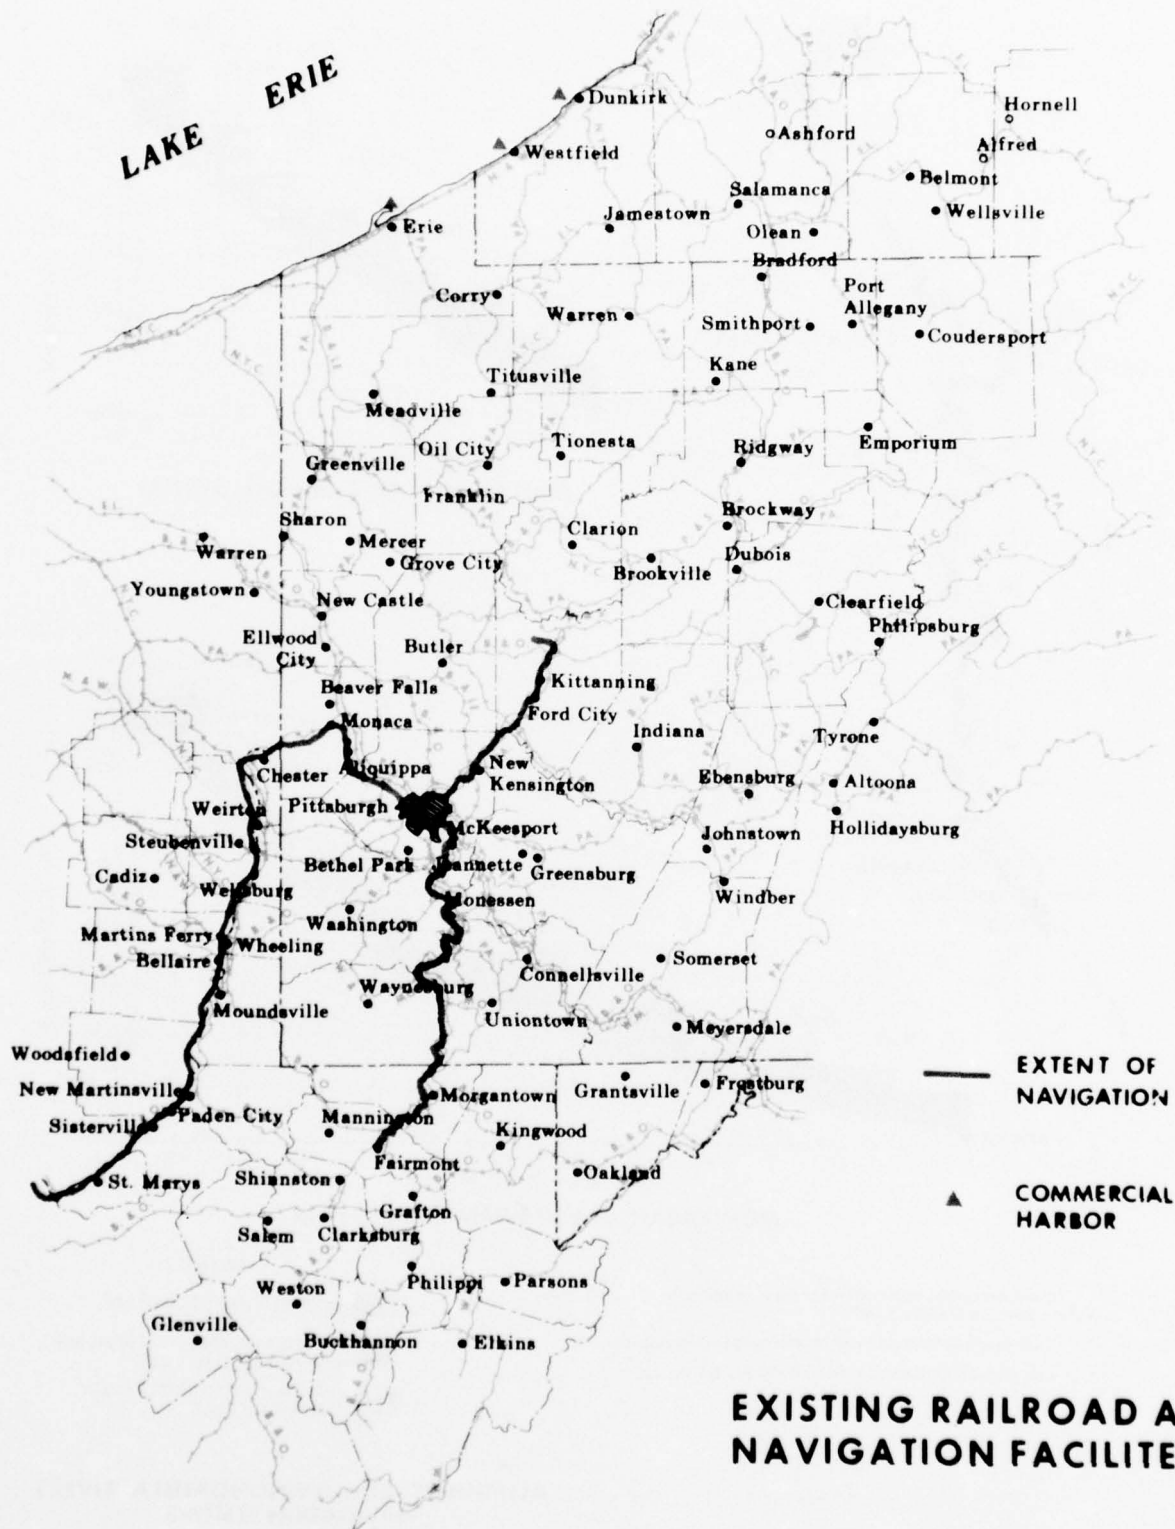 LAKE ERIE
Dunkirk
Hornell
Ashford
Alfred
Westfield
Belmont
Salamanca
Wellsville
Jamestown
Erie
Olean
Bradford
Port
Allegany
Corry
Warren
Smithport
Coudersport
Kane
Titusville
Meadville
Tionesta
Emporium
Oil City
Ridgway
Greenville
Franklin
Brockway
Sharon
Clarion
Mercer
Warren
Dubois
Grove City
Brookville
Youngstown
New Castle
Clearfield
Philipsburg
Ellwood
City
Butler
Kittanning
Beaver Falls
Ford City
Monaca
Indiana
Tyrone
New
Kensington
Chester
Aliquippa
Ebensburg
Altoona
Weirton
Pittsburgh
McKeesport
Hollidaysburg
Johnstown
Steubenville
Bethel Park
Jeannette
Greensburg
Cadiz
Wellsburg
Windber
Monessen
Washington
Martins Ferry
Wheeling
Bellaire
Somerset
Connellsville
Waynesburg
Moundsville
Uniontown
Meyersdale
Woodsfield
EXTENT OF
NAVIGATION
New Martinsville
Morgantown
Grantsville
Frostburg
Paden City
Mannington
Sisterville
Kingwood
Fairmont
Oakland
St. Marys
Shinnston
COMMERCIAL
HARBOR
Grafton
Salem
Clarksburg
Philippi
Parsons
Weston
Glenville
Buckhannon
Elkins
EXISTING RAILROAD A
NAVIGATION FACILITE